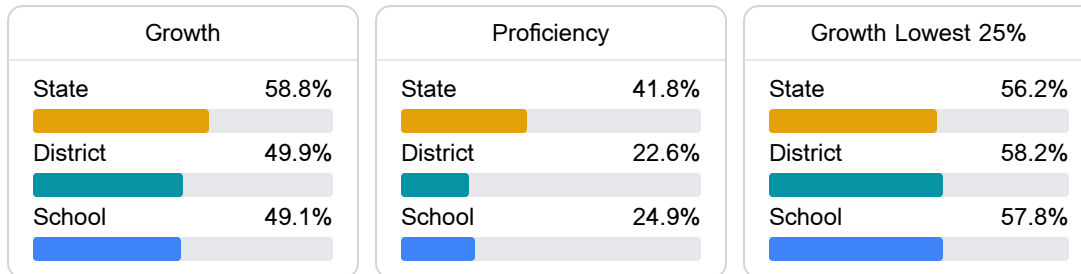 Growth
State 58.8%
District 49.9%
School 49.1%
Proficiency
State 41.8%
District 22.6%
School 24.9%
Growth Lowest 25%
State 56.2%
District 58.2%
School 57.8%